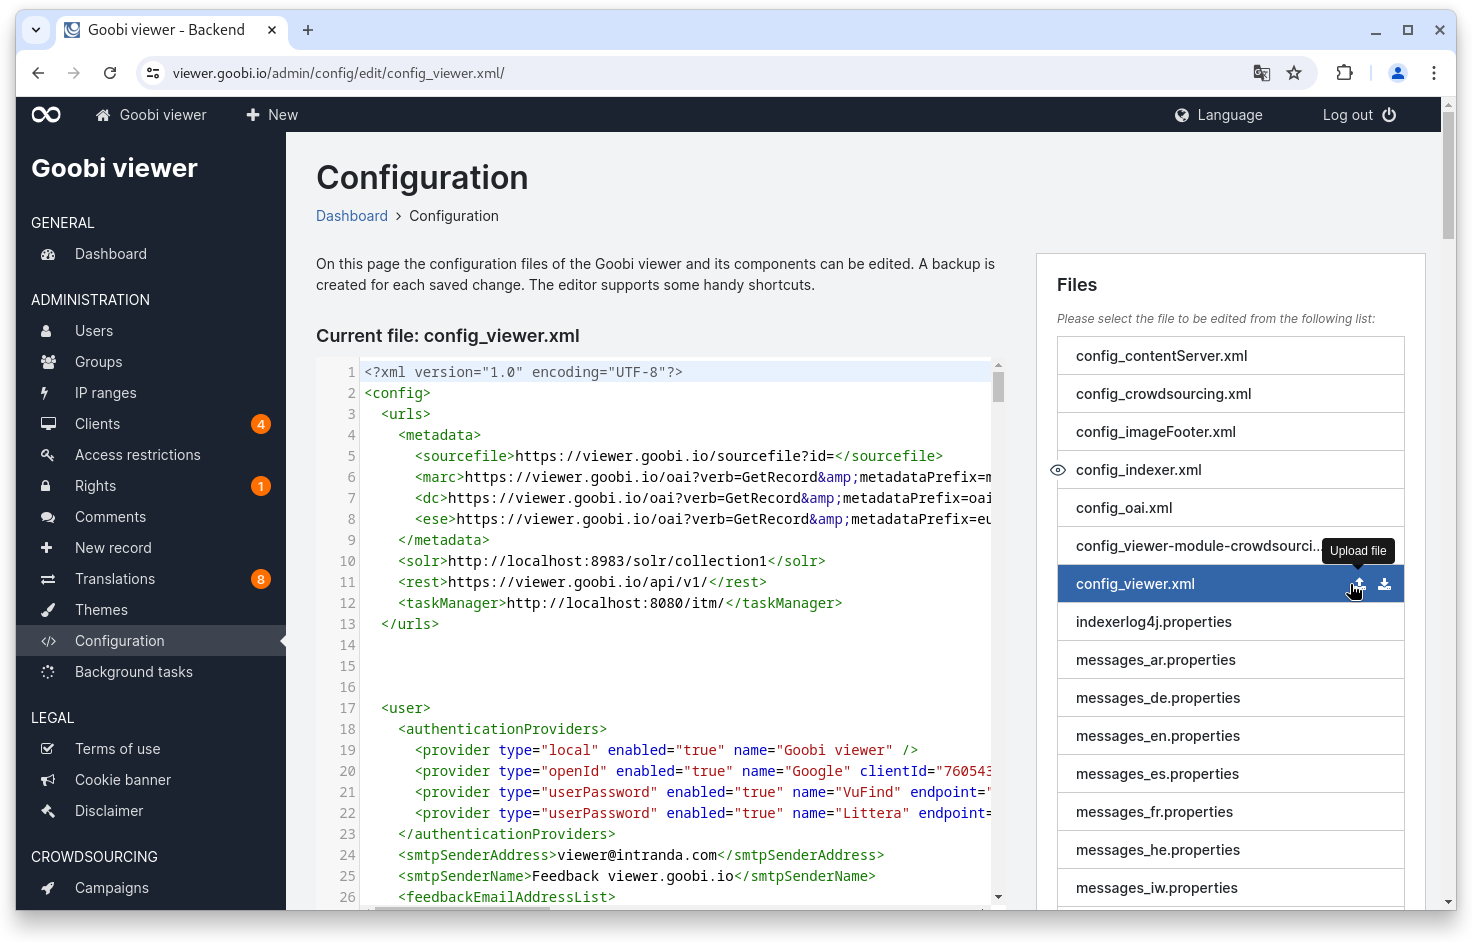 Goobi viewer - Backend
viewer.goobi.io/admin/config/edit/config_viewer.xml/
Goobi viewer
New
Language
Log out
Goobi viewer
GENERAL
Dashboard
ADMINISTRATION
Users
Groups
IP ranges
Clients 4
Access restrictions
Rights 1
Comments
New record
Translations 8
Themes
Configuration
Background tasks
LEGAL
Terms of use
Cookie banner
Disclaimer
CROWDSOURCING
Campaigns
Configuration
Dashboard > Configuration
On this page the configuration files of the Goobi viewer and its components can be edited. A backup is
created for each saved change. The editor supports some handy shortcuts.
Current file: config_viewer.xml
1 <?xml version="1.0" encoding="UTF-8"?>
2 <config>
3 <urls>
4 <metadata>
5 <sourcefile>https://viewer.goobi.io/sourcefile?id=</sourcefile>
6 <marc>https://viewer.goobi.io/oai?verb=GetRecord&amp;metadataPrefix=m
7 <dc>https://viewer.goobi.io/oai?verb=GetRecord&amp;metadataPrefix=oai
8 <ese>https://viewer.goobi.io/oai?verb=GetRecord&amp;metadataPrefix=eu
9 </metadata>
10 <solr>http://localhost:8983/solr/collection1</solr>
11 <rest>https://viewer.goobi.io/api/v1/</rest>
12 <taskManager>http://localhost:8080/itm/</taskManager>
13 </urls>
14
15
16
17 <user>
18 <authenticationProviders>
19 <provider type="local" enabled="true" name="Goobi viewer" />
20 <provider type="openId" enabled="true" name="Google" clientId="760543
21 <provider type="userPassword" enabled="true" name="VuFind" endpoint="
22 <provider type="userPassword" enabled="true" name="Littera" endpoint=
23 </authenticationProviders>
24 <smtpSenderAddress>viewer@intranda.com</smtpSenderAddress>
25 <smtpSenderName>Feedback viewer.goobi.io</smtpSenderName>
26 <feedbackEmailAddressList>
Files
Please select the file to be edited from the following list:
config_contentServer.xml
config_crowdsourcing.xml
config_imageFooter.xml
config_indexer.xml
config_oai.xml
config_viewer-module-crowdsourci...
Upload file
config_viewer.xml
indexerlog4j.properties
messages_ar.properties
messages_de.properties
messages_en.properties
messages_es.properties
messages_fr.properties
messages_he.properties
messages_iw.properties